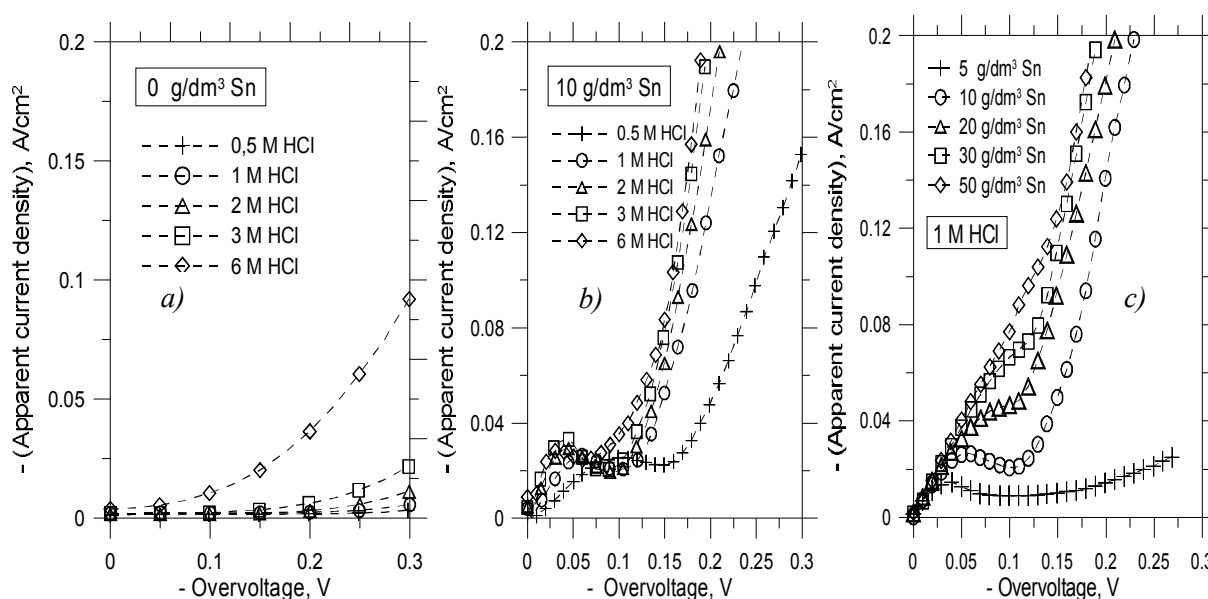 - (Apparent current density), A/cm²
0.2
0.15
0.1
0.05
0
0 g/dm³ Sn
0,5 M HCl
1 M HCl
2 M HCl
3 M HCl
6 M HCl
a)
0 0.1 0.2 0.3
- Overvoltage, V
- (Apparent current density), A/cm²
0.2
0.16
0.12
0.08
0.04
0
10 g/dm³ Sn
0.5 M HCl
1 M HCl
2 M HCl
3 M HCl
6 M HCl
b)
0 0.05 0.1 0.15 0.2 0.25 0.3
- Overvoltage, V
- (Apparent current density), A/cm²
0.2
0.16
0.12
0.08
0.04
0
5 g/dm³ Sn
10 g/dm³ Sn
20 g/dm³ Sn
30 g/dm³ Sn
50 g/dm³ Sn
1 M HCl
c)
0 0.05 0.1 0.15 0.2 0.25 0.3
- Overvoltage, V